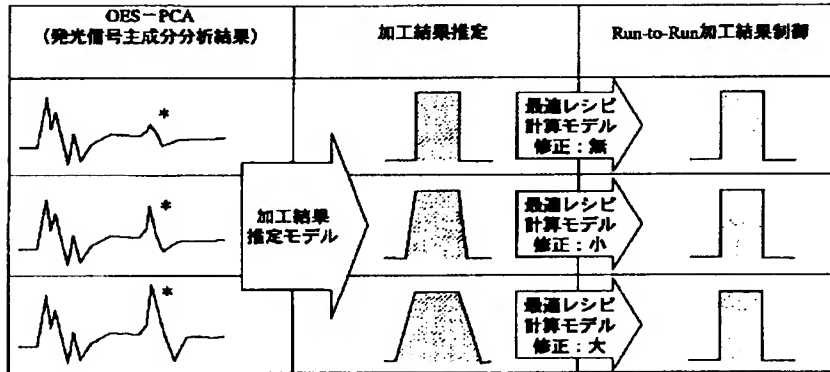 OES-PCA
(発光信号主成分分析結果)
加工結果推定
Run-to-Run加工結果制御
*
最適レシピ
計算モデル
修正:無
*
加工結果
推定モデル
最適レシピ
計算モデル
修正:小
*
最適レシピ
計算モデル
修正:大